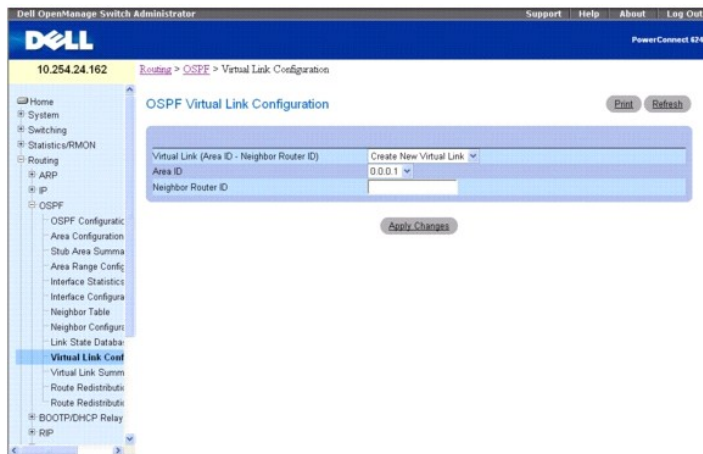 Dell OpenManage Switch Administrator
Support Help About Log Out
DELL
PowerConnect 624
10.254.24.162
Routing > OSPF > Virtual Link Configuration
Home
System
Switching
Statistics/RMON
Routing
ARP
IP
OSPF
OSPF Configuratic
Area Configuration
Stub Area Summa
Area Range Config
Interface Statistics
Interface Configura
Neighbor Table
Neighbor Configura
Link State Databa
Virtual Link Conf
Virtual Link Summ
Route Redistributic
Route Redistributic
BOOTP/DHCP Relay
RIP
OSPF Virtual Link Configuration
Print Refresh
Virtual Link (Area ID - Neighbor Router ID) Create New Virtual Link
Area ID 0.0.0.1
Neighbor Router ID
Apply Changes